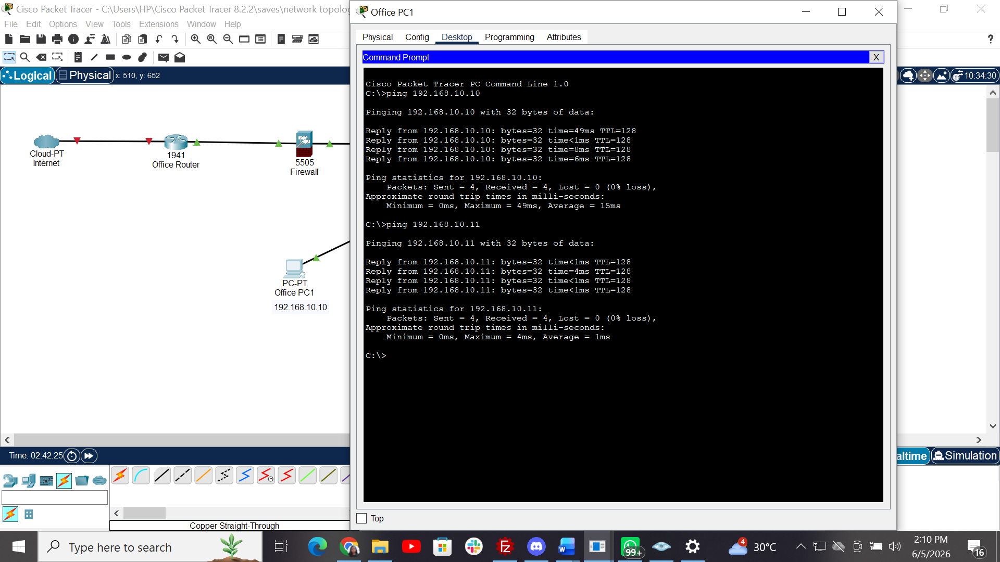 Cisco Packet Tracer - C:\Users\HP\Cisco Packet Tracer 8.2.2\saves\network topolo
File Edit Options View Tools Extensions Window Help
Logical
Physical
x: 510, y: 652
10:34:30
Cloud-PT
Internet
1941
Office Router
5505
Firewall
PC-PT
Office PC1
192.168.10.10
Office PC1
Physical Config Desktop Programming Attributes
Command Prompt
X
Cisco Packet Tracer PC Command Line 1.0
C:\>ping 192.168.10.10
Pinging 192.168.10.10 with 32 bytes of data:
Reply from 192.168.10.10: bytes=32 time=49ms TTL=128
Reply from 192.168.10.10: bytes=32 time<1ms TTL=128
Reply from 192.168.10.10: bytes=32 time=8ms TTL=128
Reply from 192.168.10.10: bytes=32 time=6ms TTL=128
Ping statistics for 192.168.10.10:
Packets: Sent = 4, Received = 4, Lost = 0 (0% loss),
Approximate round trip times in milli-seconds:
Minimum = 0ms, Maximum = 49ms, Average = 15ms
C:\>ping 192.168.10.11
Pinging 192.168.10.11 with 32 bytes of data:
Reply from 192.168.10.11: bytes=32 time<1ms TTL=128
Reply from 192.168.10.11: bytes=32 time=4ms TTL=128
Reply from 192.168.10.11: bytes=32 time<1ms TTL=128
Reply from 192.168.10.11: bytes=32 time<1ms TTL=128
Ping statistics for 192.168.10.11:
Packets: Sent = 4, Received = 4, Lost = 0 (0% loss),
Approximate round trip times in milli-seconds:
Minimum = 0ms, Maximum = 4ms, Average = 1ms
C:\>
Top
Time: 02:42:25
altime
Simulation
Copper Straight-Through
Type here to search
99+
4
30°C
2:10 PM
6/5/2026
16